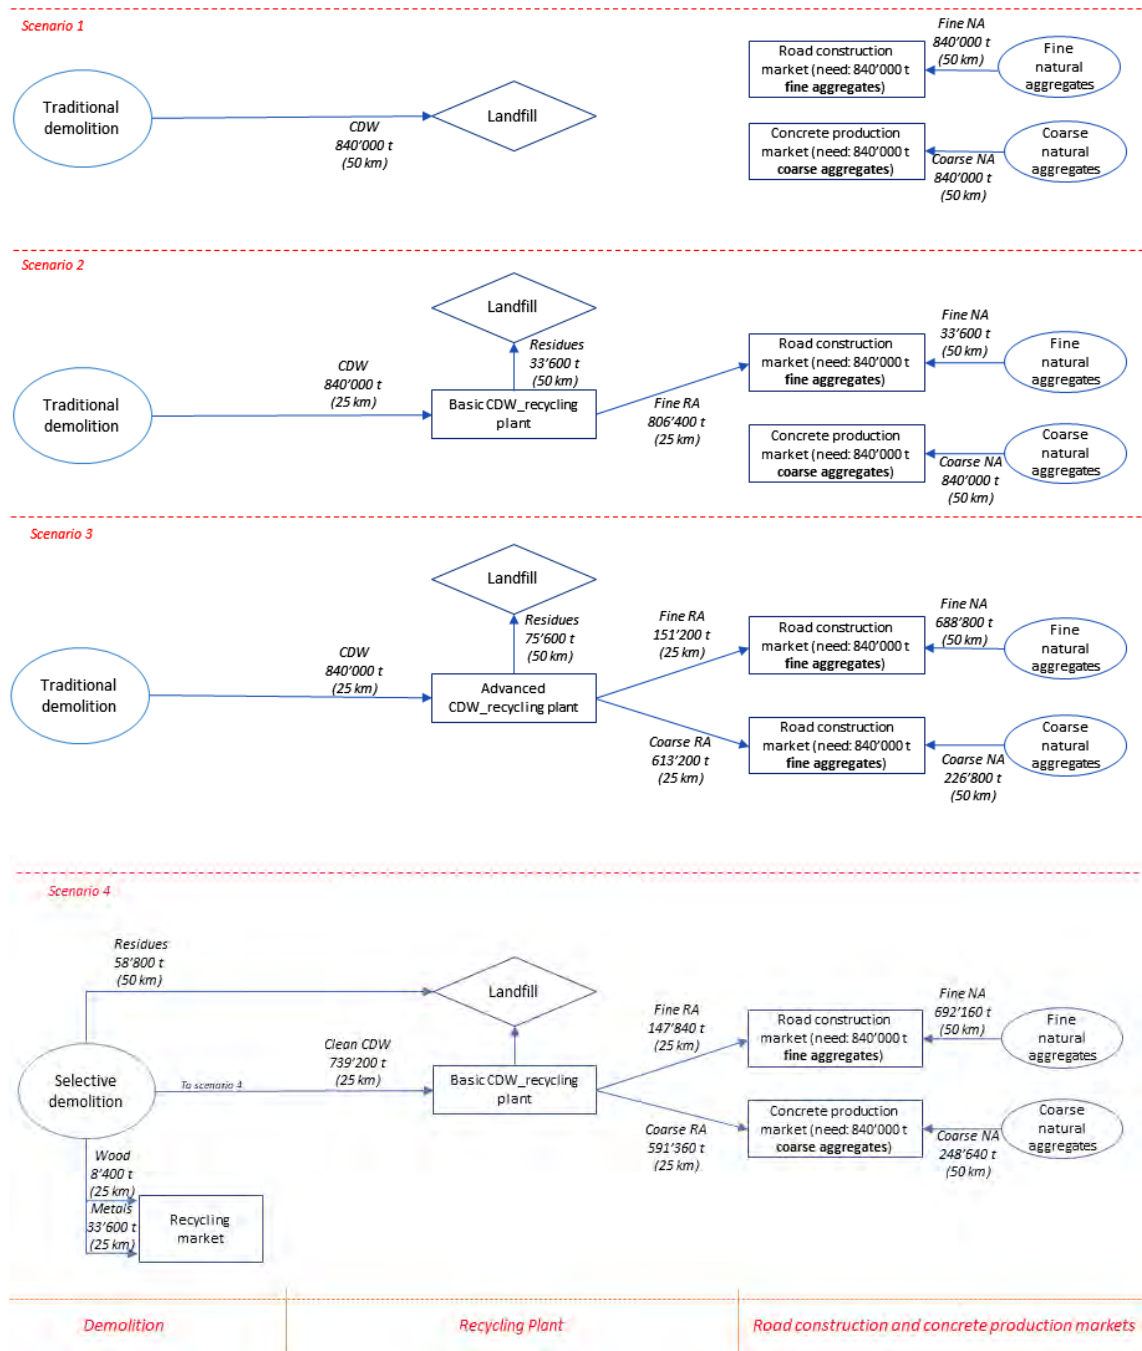 Scenario 1
Traditional
demolition
CDW
840’000 t
(50 km)
Landfill
Road construction
market (need: 840’000 t
fine aggregates)
Fine NA
840’000 t
(50 km)
Fine
natural
aggregates
Concrete production
market (need: 840’000 t
coarse aggregates)
Coarse NA
840’000 t
(50 km)
Coarse
natural
aggregates
Scenario 2
Traditional
demolition
CDW
840’000 t
(25 km)
Landfill
Residues
33’600 t
(50 km)
Basic CDW_recycling
plant
Fine RA
806’400 t
(25 km)
Road construction
market (need: 840’000 t
fine aggregates)
Fine NA
33’600 t
(50 km)
Fine
natural
aggregates
Concrete production
market (need: 840’000 t
coarse aggregates)
Coarse NA
840’000 t
(50 km)
Coarse
natural
aggregates
Scenario 3
Traditional
demolition
CDW
840’000 t
(25 km)
Landfill
Residues
75’600 t
(50 km)
Advanced
CDW_recycling plant
Fine RA
151’200 t
(25 km)
Coarse RA
613’200 t
(25 km)
Road construction
market (need: 840’000 t
fine aggregates)
Fine NA
688’800 t
(50 km)
Fine
natural
aggregates
Road construction
market (need: 840’000 t
fine aggregates)
Coarse NA
226’800 t
(50 km)
Coarse
natural
aggregates
Scenario 4
Residues
58’800 t
(50 km)
Selective
demolition
To scenario 4
Clean CDW
739’200 t
(25 km)
Landfill
Basic CDW_recycling
plant
Wood
8’400 t
(25 km)
Metals
33’600 t
(25 km)
Recycling
market
Fine RA
147’840 t
(25 km)
Coarse RA
591’360 t
(25 km)
Road construction
market (need: 840’000 t
fine aggregates)
Fine NA
692’160 t
(50 km)
Fine
natural
aggregates
Concrete production
market (need: 840’000 t
coarse aggregates)
Coarse NA
248’640 t
(50 km)
Coarse
natural
aggregates
Demolition
Recycling Plant
Road construction and concrete production markets